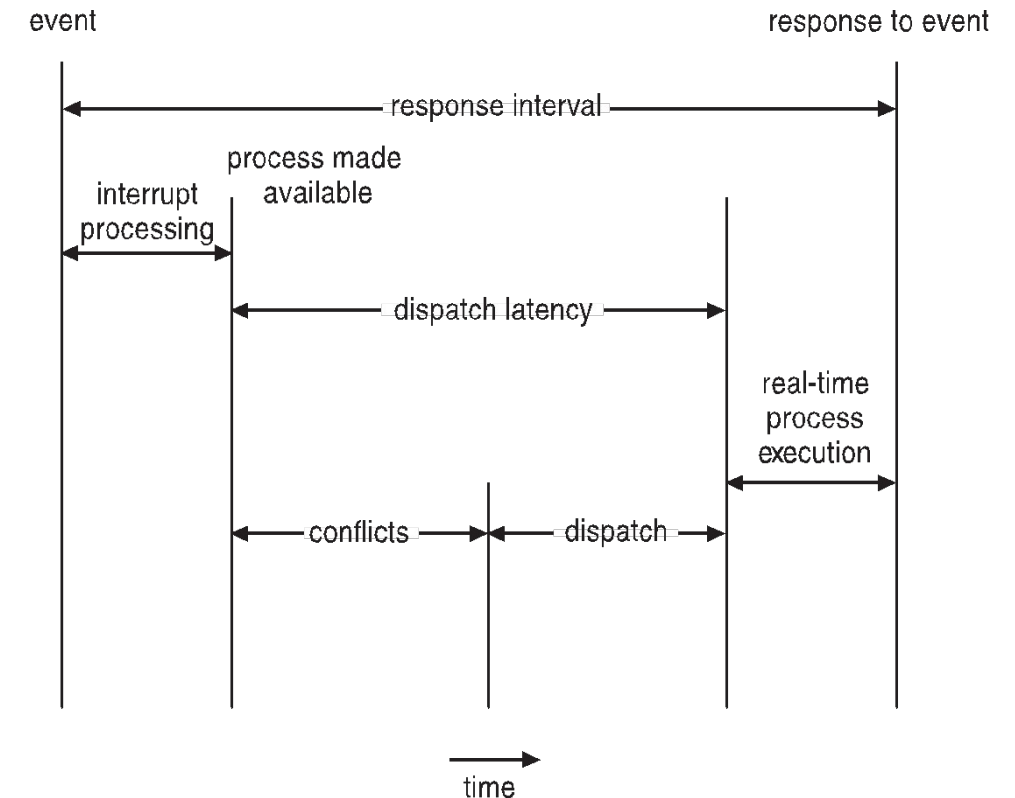 event
response to event
response interval
process made
available
interrupt
processing
dispatch latency
real-time
process
execution
conflicts
dispatch
time